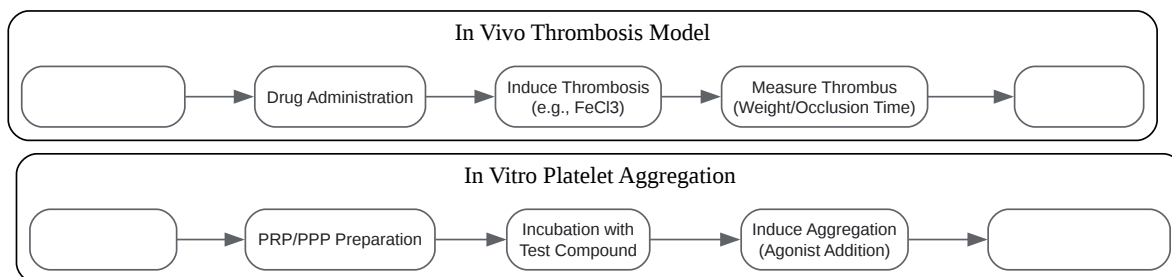 In Vivo Thrombosis Model
Drug Administration
Induce Thrombosis
(e.g., FeCl3)
Measure Thrombus
(Weight/Occlusion Time)
In Vitro Platelet Aggregation
PRP/PPP Preparation
Incubation with
Test Compound
Induce Aggregation
(Agonist Addition)